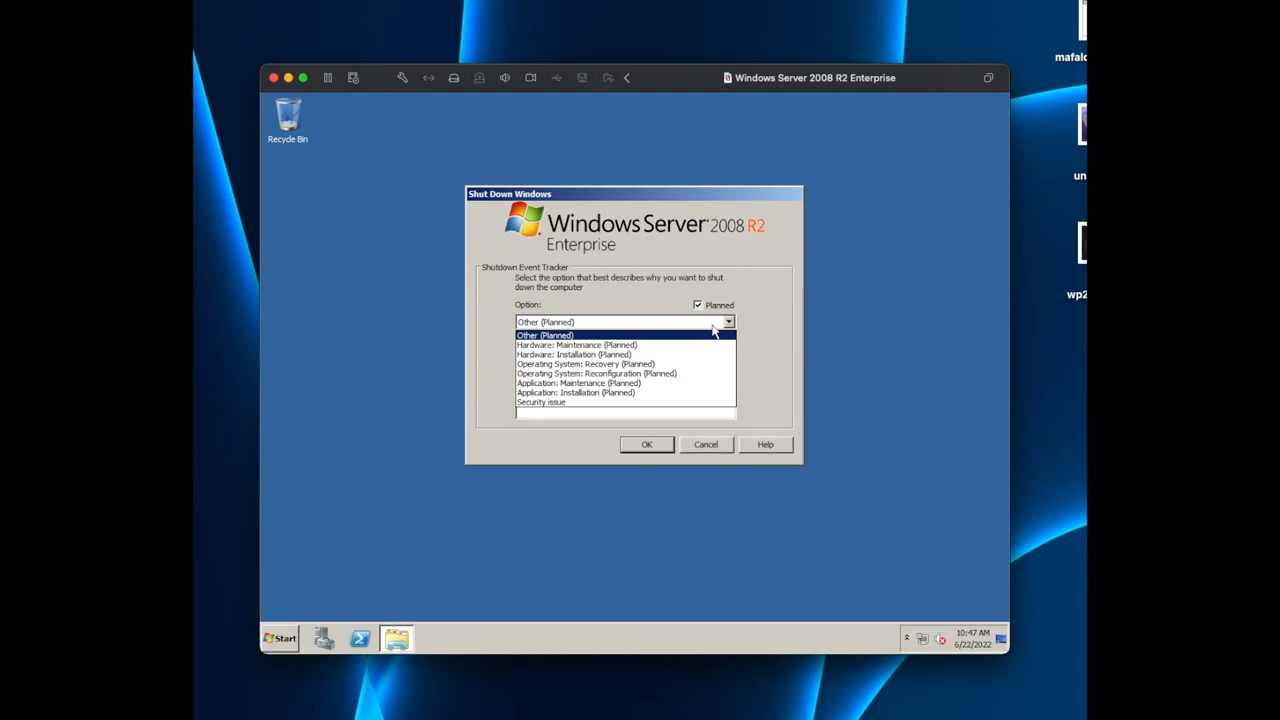 mafalo
Windows Server 2008 R2 Enterprise
Recycle Bin
un
wp2
Shut Down Windows
Windows Server 2008 R2
Enterprise
Shutdown Event Tracker
Select the option that best describes why you want to shut
down the computer
Option:
Planned
Other (Planned)
Other (Planned)
Hardware: Maintenance (Planned)
Hardware: Installation (Planned)
Operating System: Recovery (Planned)
Operating System: Reconfiguration (Planned)
Application: Maintenance (Planned)
Application: Installation (Planned)
Security issue
OK
Cancel
Help
Start
10:47 AM
6/22/2022